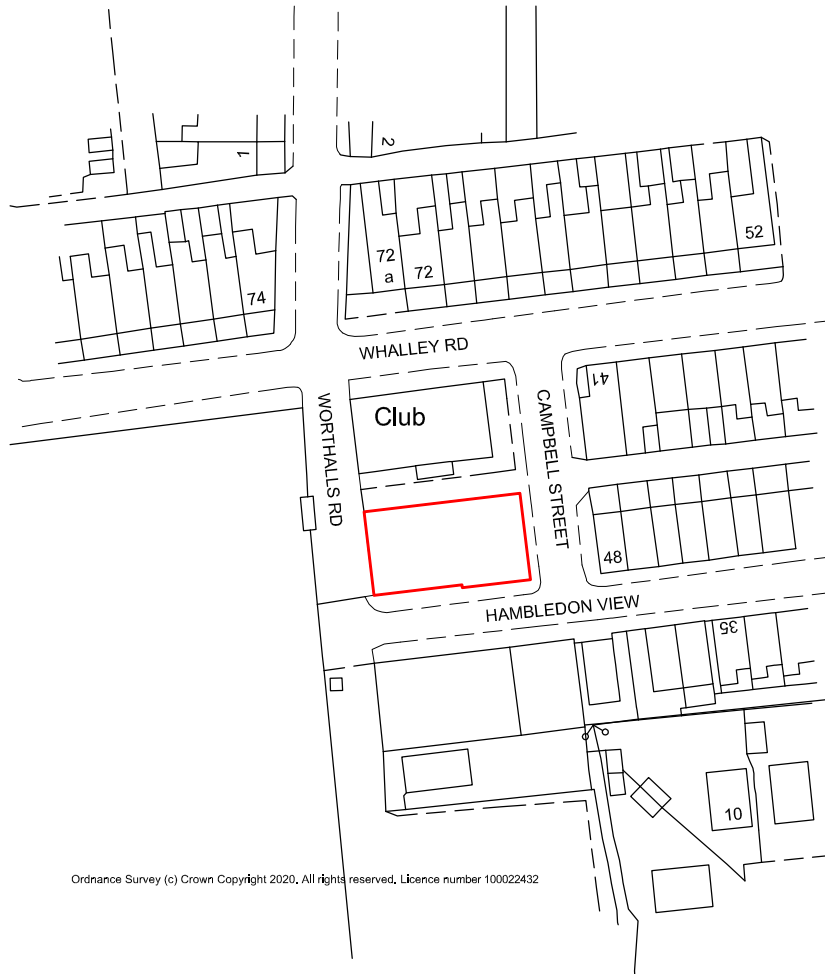 1
2
72
a
72
52
74
WHALLEY RD
41
Club
WORTHALLS RD
CAMPBELL STREET
48
HAMBLEDON VIEW
35
10
Ordnance Survey (c) Crown Copyright 2020. All rights reserved. Licence number 100022432